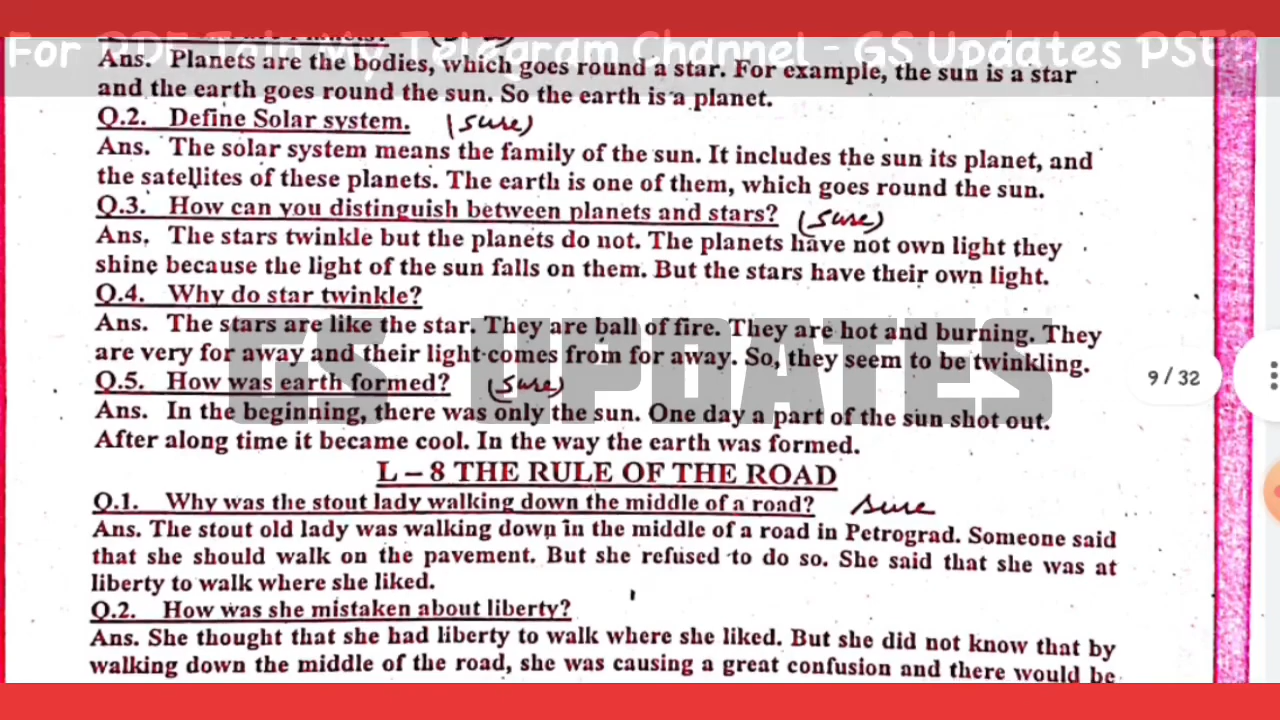 For PDF Join My Telegram Channel - GS Updates PST?
Ans. Planets are the bodies, which goes round a star. For example, the sun is a star
and the earth goes round the sun. So the earth is a planet.
Q.2. Define Solar system. (sure)
Ans. The solar system means the family of the sun. It includes the sun its planet, and
the satellites of these planets. The earth is one of them, which goes round the sun.
Q.3. How can you distinguish between planets and stars? (sure)
Ans. The stars twinkle but the planets do not. The planets have not own light they
shine because the light of the sun falls on them. But the stars have their own light.
Q.4. Why do star twinkle?
Ans. The stars are like the star. They are ball of fire. They are hot and burning. They
are very for away and their light comes from for away. So, they seem to be twinkling.
GS UPDATES
9 / 32
Q.5. How was earth formed? (sure)
Ans. In the beginning, there was only the sun. One day a part of the sun shot out.
After along time it became cool. In the way the earth was formed.
L – 8 THE RULE OF THE ROAD
Q.1. Why was the stout lady walking down the middle of a road? sure
Ans. The stout old lady was walking down in the middle of a road in Petrograd. Someone said
that she should walk on the pavement. But she refused to do so. She said that she was at
liberty to walk where she liked.
Q.2. How was she mistaken about liberty?
Ans. She thought that she had liberty to walk where she liked. But she did not know that by
walking down the middle of the road, she was causing a great confusion and there would be